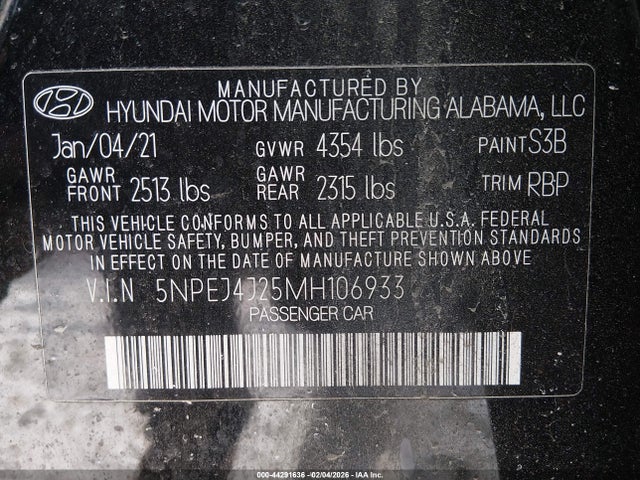 MANUFACTURED BY
HYUNDAI MOTOR MANUFACTURING ALABAMA, LLC
Jan/04/21 GVWR 4354 lbs PAINT S3B
GAWR FRONT 2513 lbs GAWR REAR 2315 lbs TRIM RBP
THIS VEHICLE CONFORMS TO ALL APPLICABLE U.S.A. FEDERAL
MOTOR VEHICLE SAFETY, BUMPER, AND THEFT PREVENTION STANDARDS
IN EFFECT ON THE DATE OF MANUFACTURE SHOWN ABOVE
V.I.N 5NPEJ4J25MH106933
PASSENGER CAR
000-44291636 - 02/04/2026 - IAA Inc.